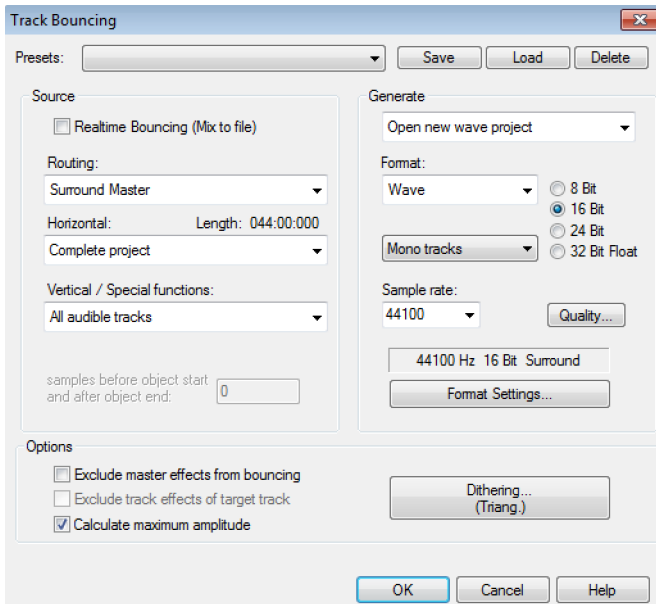 Track Bouncing
Presets:
Save
Load
Delete
Source
Realtime Bouncing (Mix to file)
Routing:
Surround Master
Horizontal: Length: 044:00:000
Complete project
Vertical / Special functions:
All audible tracks
samples before object start
and after object end:
0
Generate
Open new wave project
Format:
Wave
8 Bit
16 Bit
24 Bit
32 Bit Float
Mono tracks
Sample rate:
44100
Quality...
44100 Hz 16 Bit Surround
Format Settings...
Options
Exclude master effects from bouncing
Exclude track effects of target track
Calculate maximum amplitude
Dithering...
(Triang.)
OK
Cancel
Help